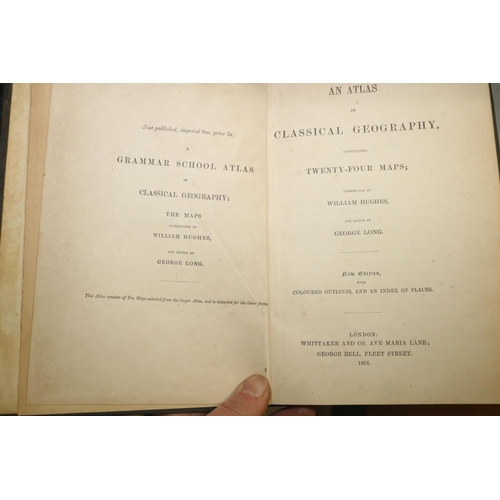 Just published, imperial 8vo, price 5s.
A
GRAMMAR SCHOOL ATLAS
OF
CLASSICAL GEOGRAPHY;
THE MAPS
CONSTRUCTED BY
WILLIAM HUGHES,
AND EDITED BY
GEORGE LONG.
This Atlas consists of Ten Maps selected from the larger Atlas, and is intended for the lower forms
AN ATLAS
OF
CLASSICAL GEOGRAPHY,
CONTAINING
TWENTY-FOUR MAPS;
CONSTRUCTED BY
WILLIAM HUGHES,
AND EDITED BY
GEORGE LONG.
New Edition,
WITH
COLOURED OUTLINES, AND AN INDEX OF PLACES.
LONDON:
WHITTAKER AND CO. AVE MARIA LANE;
GEORGE BELL, FLEET STREET.